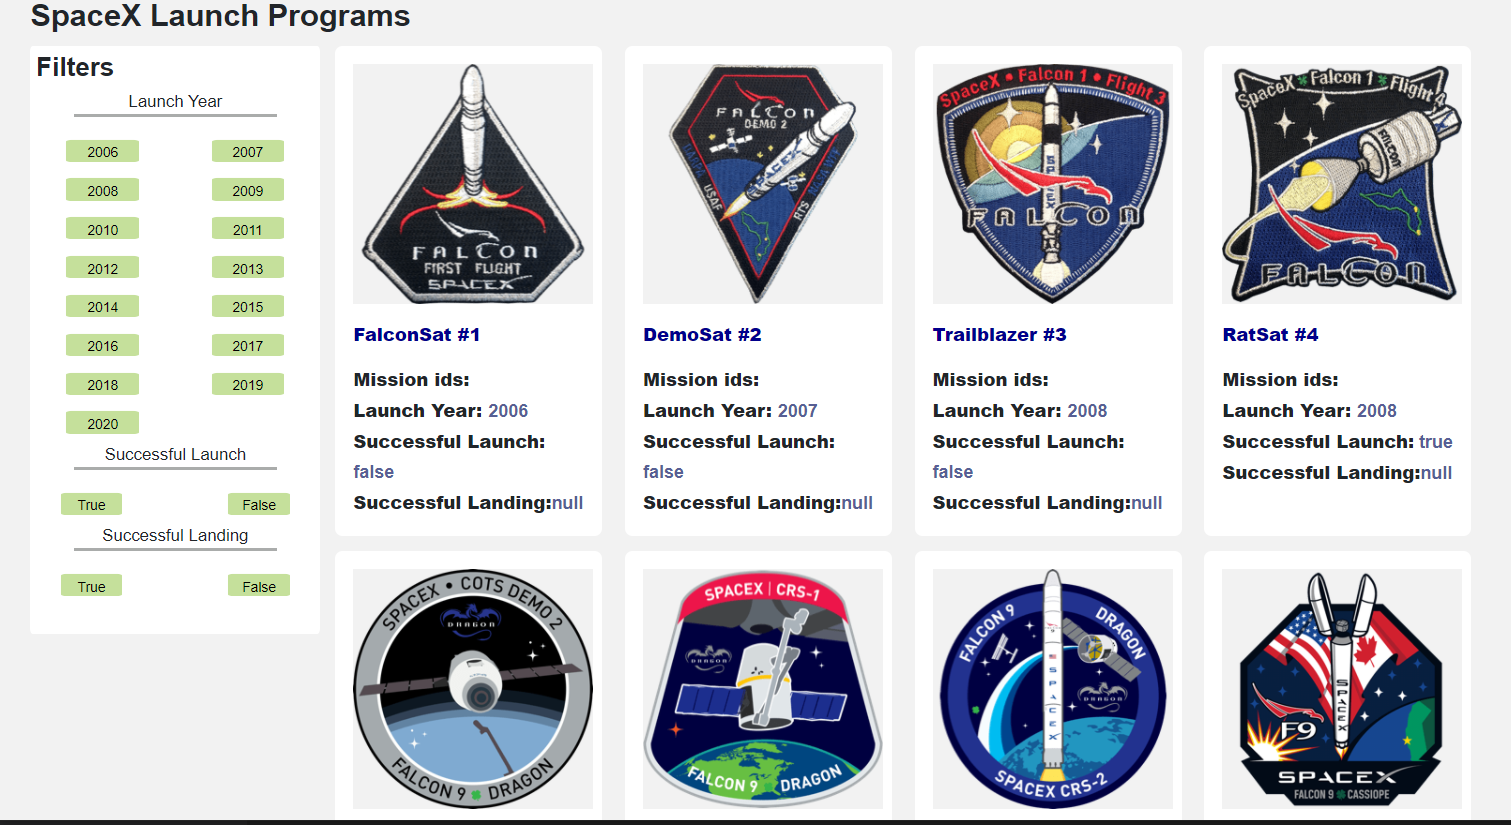 SpaceX Launch Programs
Filters
Launch Year
2006 2007
2008 2009
2010 2011
2012 2013
2014 2015
2016 2017
2018 2019
2020
Successful Launch
True False
Successful Landing
True False
FALCON
FIRST FLIGHT
SPACEX
FalconSat #1
Mission ids:
Launch Year: 2006
Successful Launch:
false
Successful Landing:null
FALCON
DEMO 2
SPACEX
DARPA
USAF
RTS
DemoSat #2
Mission ids:
Launch Year: 2007
Successful Launch:
false
Successful Landing:null
SpaceX • Falcon 1 • Flight 3
SPACEX
FALCON
Trailblazer #3
Mission ids:
Launch Year: 2008
Successful Launch:
false
Successful Landing:null
SpaceX Falcon 1 Flight 4
FALCON
FALCON
RatSat #4
Mission ids:
Launch Year: 2008
Successful Launch: true
Successful Landing:null
SPACEX • COTS DEMO 2
DRAGON
FALCON 9 DRAGON
SPACEX | CRS-1
DRAGON
FALCON 9 DRAGON
FALCON 9 DRAGON
9
SPACEX
DRAGON
SPACEX CRS-2
SPACEX
F9
SPACEX
FALCON 9 CASSIOPE